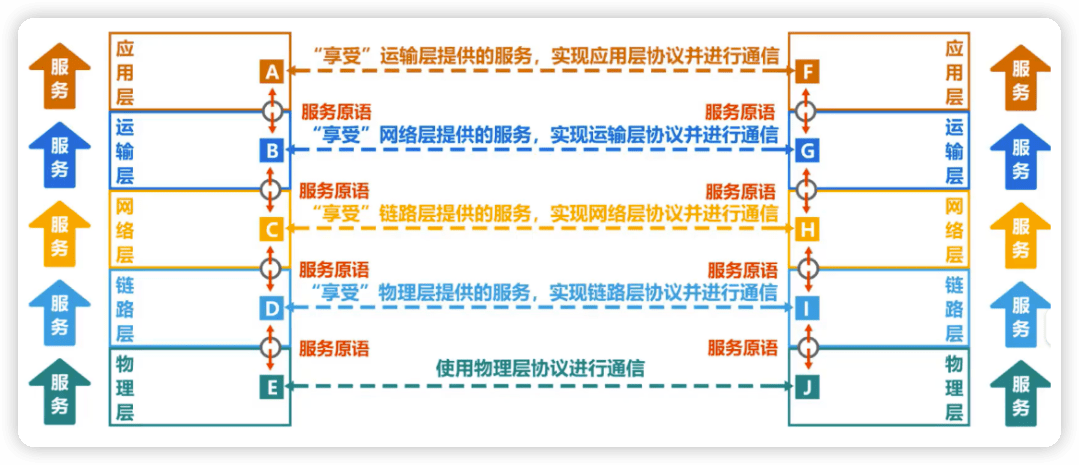 服务
应用层
A
“享受”运输层提供的服务，实现应用层协议并进行通信
F
应用层
服务
服务原语
服务原语
服务
运输层
B
“享受”网络层提供的服务，实现运输层协议并进行通信
G
运输层
服务
服务原语
服务原语
服务
网络层
C
“享受”链路层提供的服务，实现网络层协议并进行通信
H
网络层
服务
服务原语
服务原语
服务
链路层
D
“享受”物理层提供的服务，实现链路层协议并进行通信
I
链路层
服务
服务原语
服务原语
服务
物理层
E
使用物理层协议进行通信
J
物理层
服务